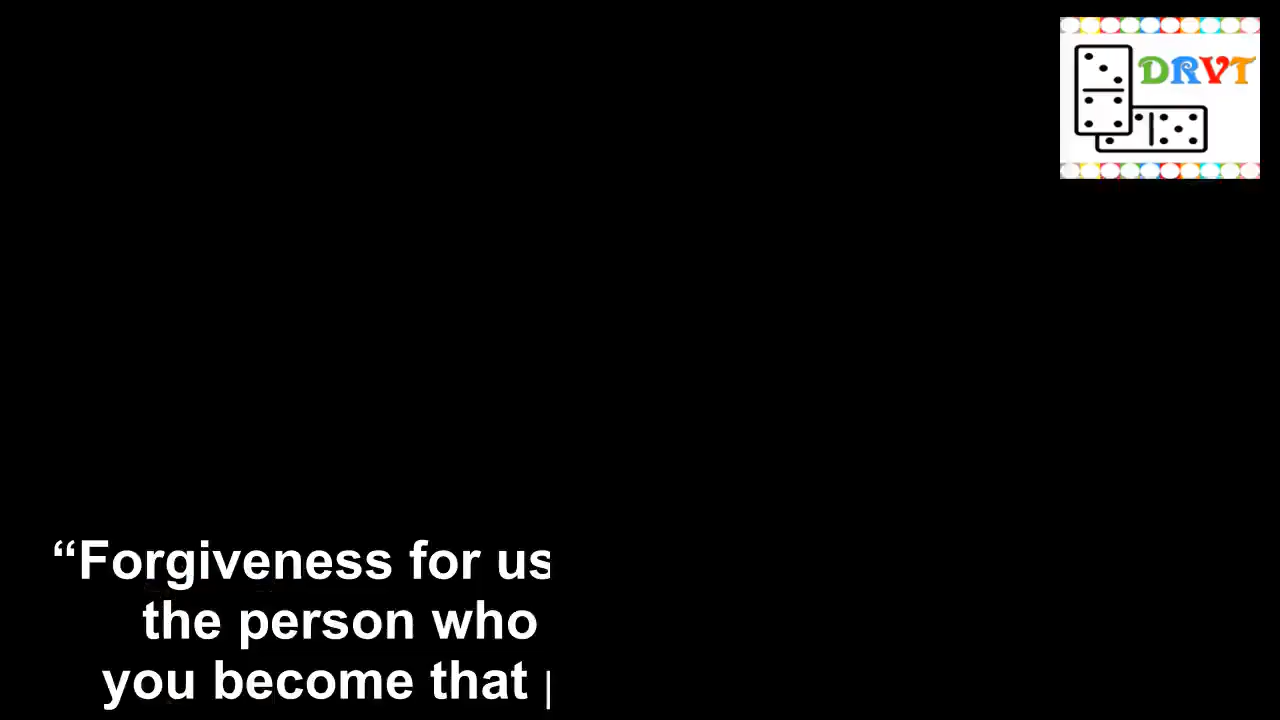 DRVT
“Forgiveness for us
the person who
you become that